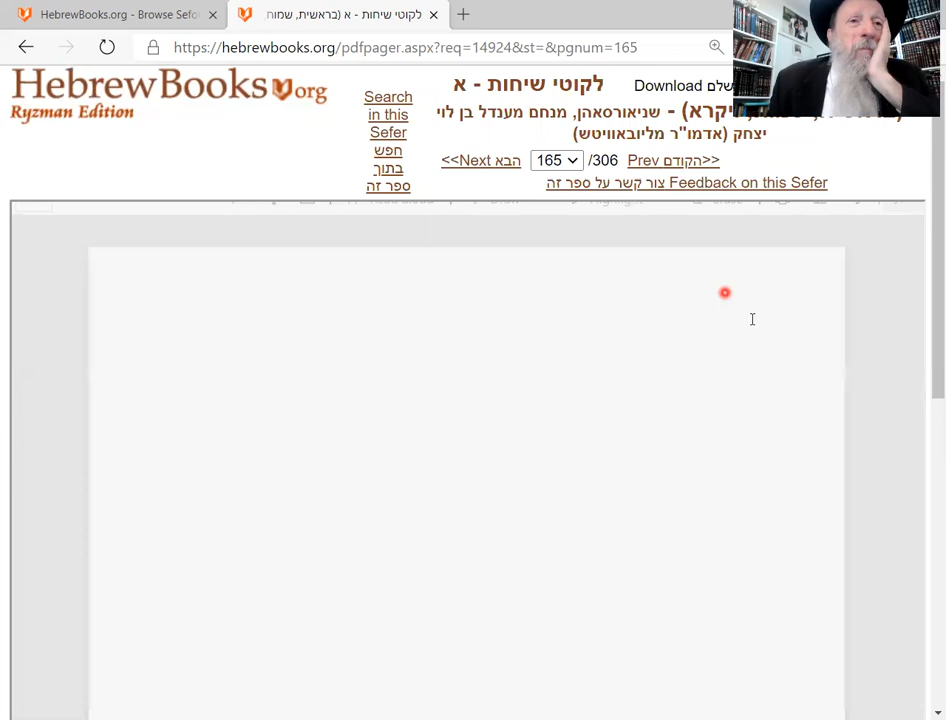 HebrewBooks.org - Browse Sefo
לקוטי שיחות - א (בראשית, שמות
https://hebrewbooks.org/pdfpager.aspx?req=14924&st=&pgnum=165
HebrewBooks.org
Ryzman Edition
Search
in this
Sefer
חפש
בתוך
ספר זה
לקוטי שיחות - א
Download שלם
יקרא) - שניאורסאהן, מנחם מענדל בן לוי
יצחק (אדמו"ר מליובאוויטש)
<<Next הבא
165
/306
Prev הקודם>>
צור קשר על ספר זה Feedback on this Sefer